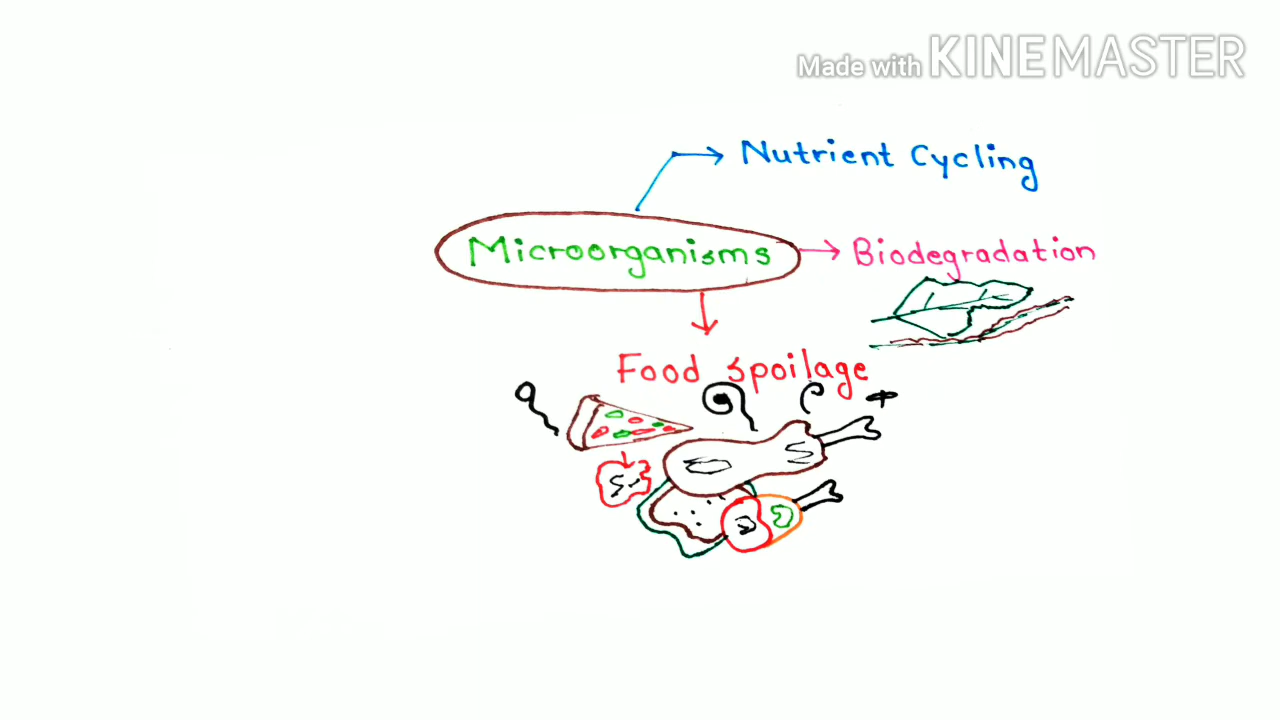 Made with KINEMASTER
Nutrient Cycling
Microorganisms
Biodegradation
Food spoilage